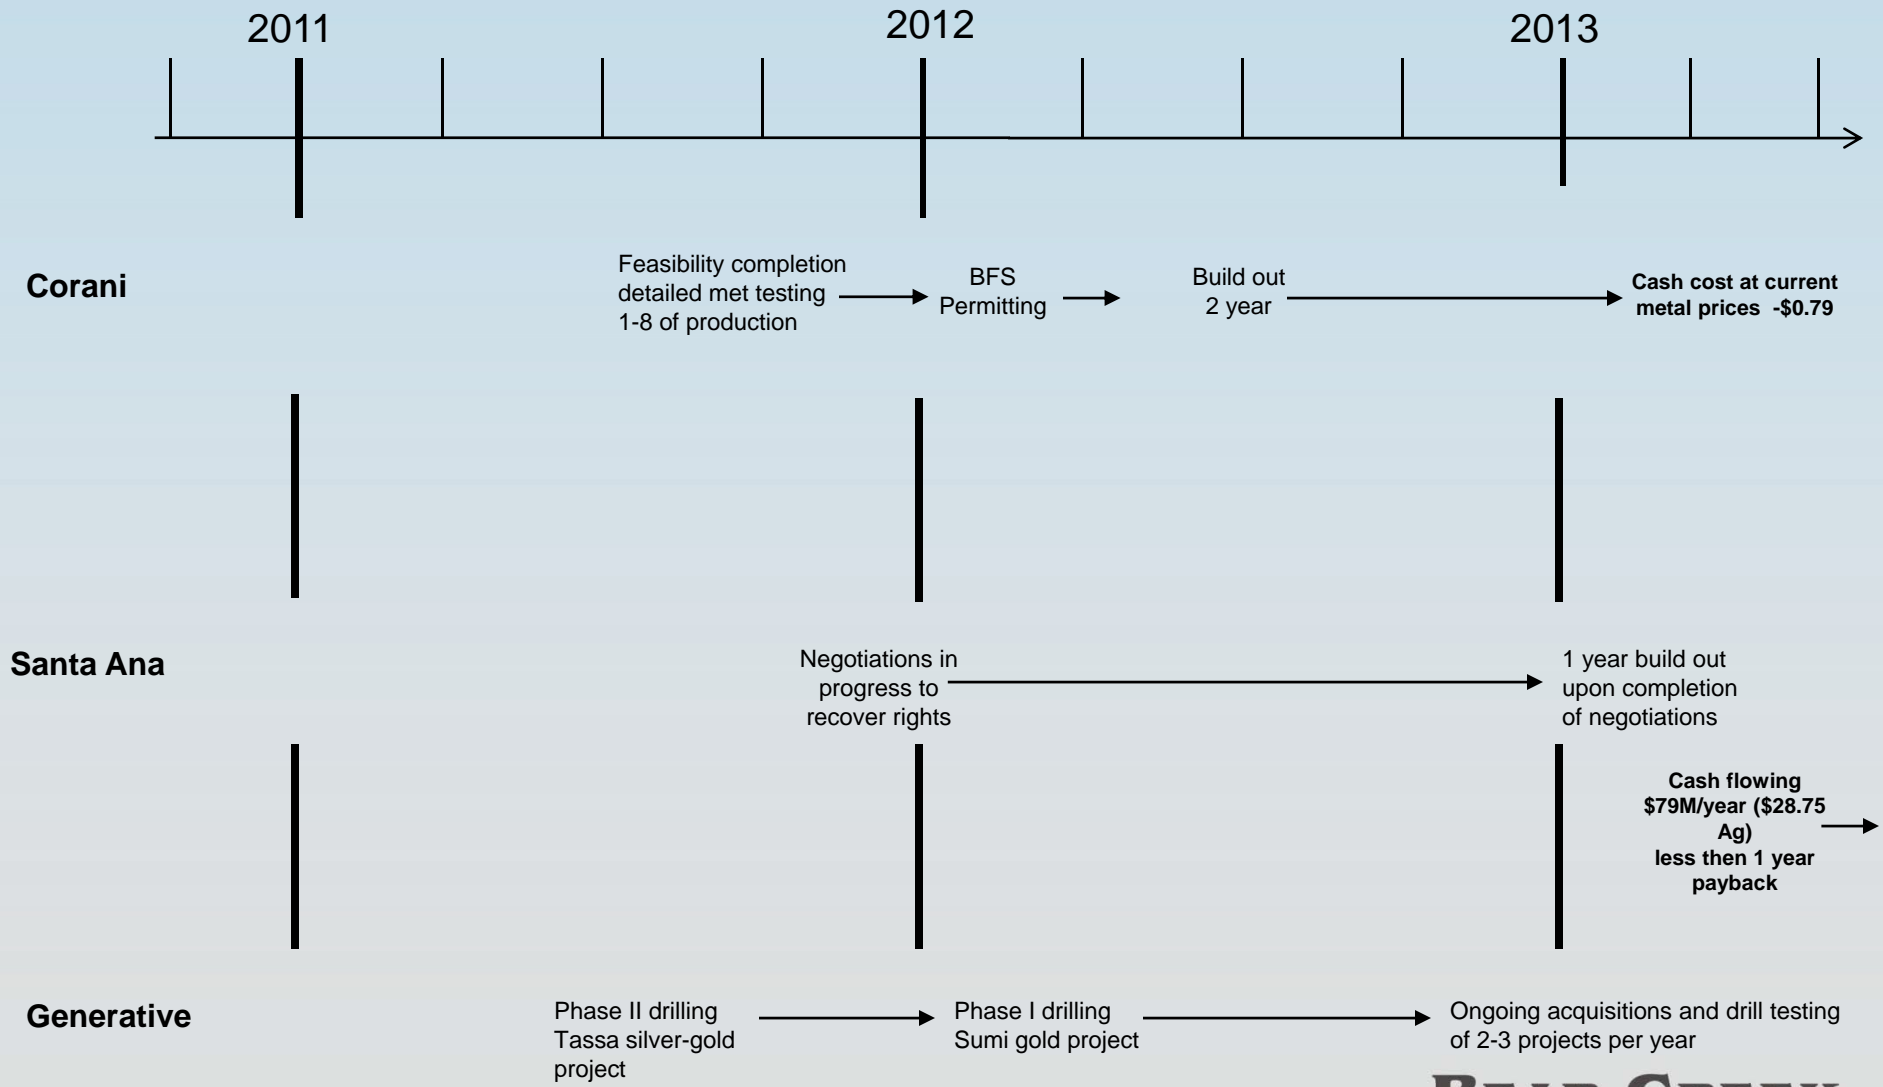 2011
2012
2013
Corani
Feasibility completion
detailed met testing
1-8 of production
BFS
Permitting
Build out
2 year
Cash cost at current
metal prices  -$0.79
Santa Ana
Negotiations in
progress to
recover rights
1 year build out
upon completion
of negotiations
Cash flowing
$79M/year ($28.75
Ag)
less then 1 year
payback
Generative
Phase II drilling
Tassa silver-gold
project
Phase I drilling
Sumi gold project
Ongoing acquisitions and drill testing
of 2-3 projects per year
BEAR CREEK